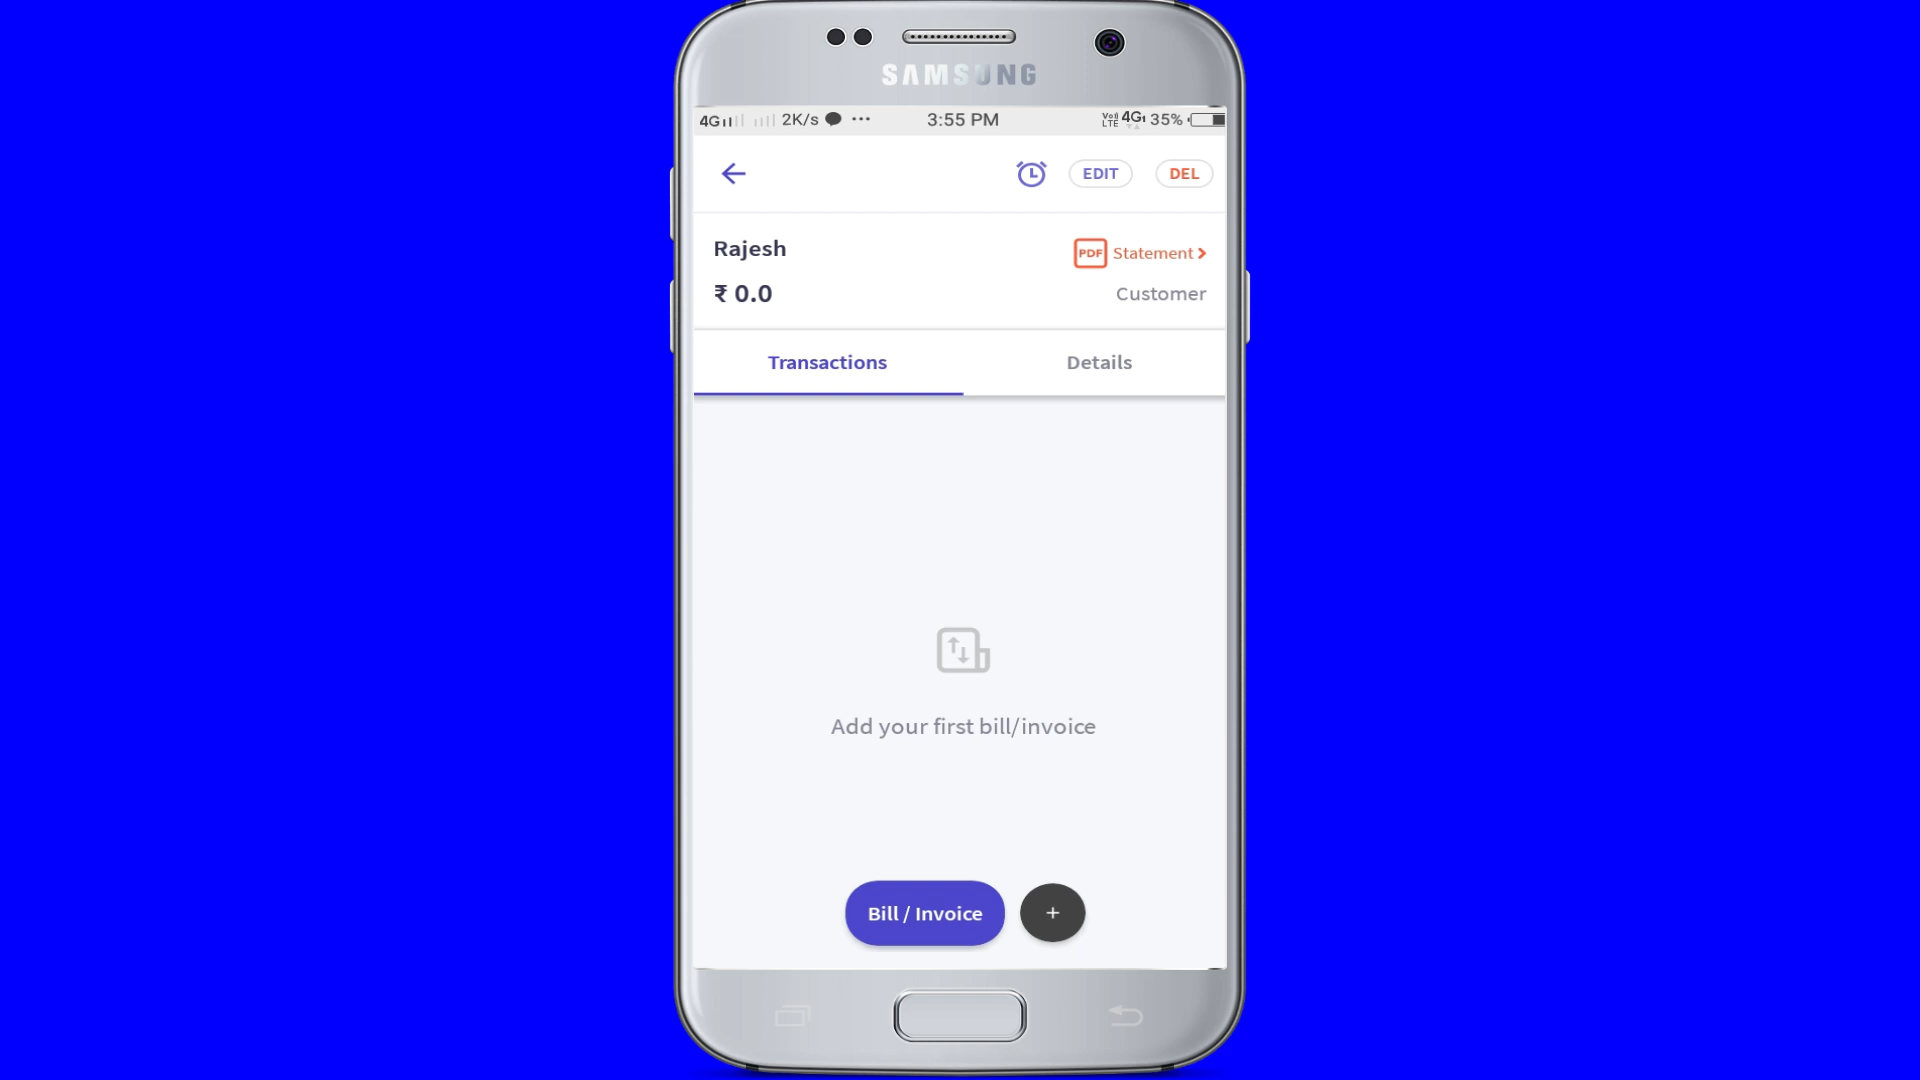 SAMSUNG
4G 2K/s ... 3:55 PM VoLTE 4G 35%
EDIT DEL
Rajesh
PDF Statement >
₹ 0.0
Customer
Transactions Details
Add your first bill/invoice
Bill / Invoice +